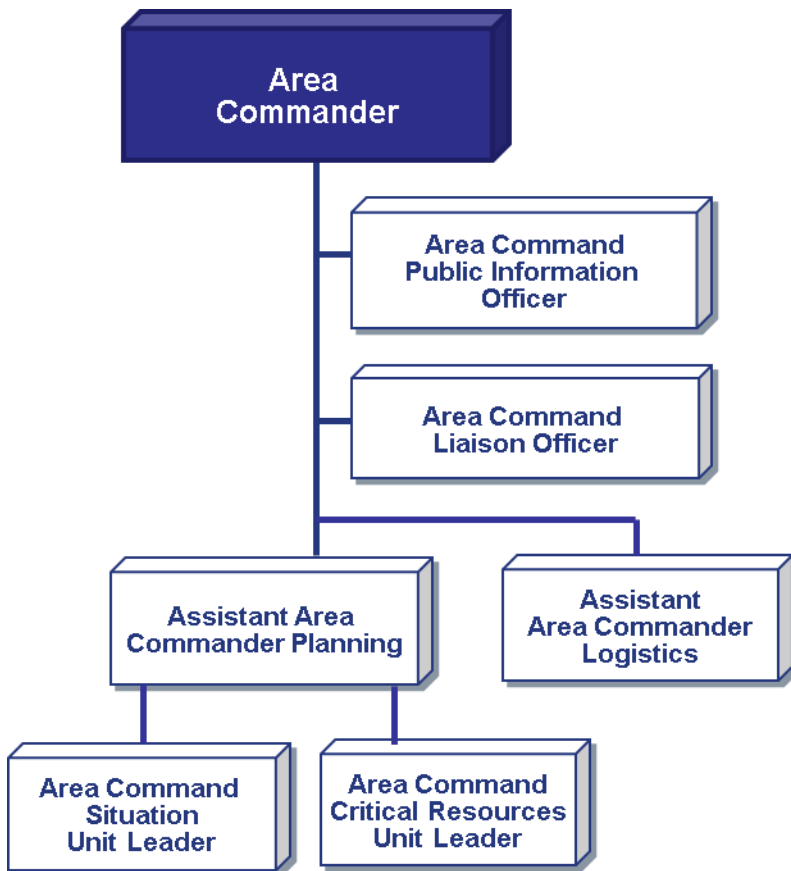 Area
Commander
Area Command
Public Information
Officer
Area Command
Liaison Officer
Assistant Area
Commander Planning
Assistant
Area Commander
Logistics
Area Command
Situation
Unit Leader
Area Command
Critical Resources
Unit Leader